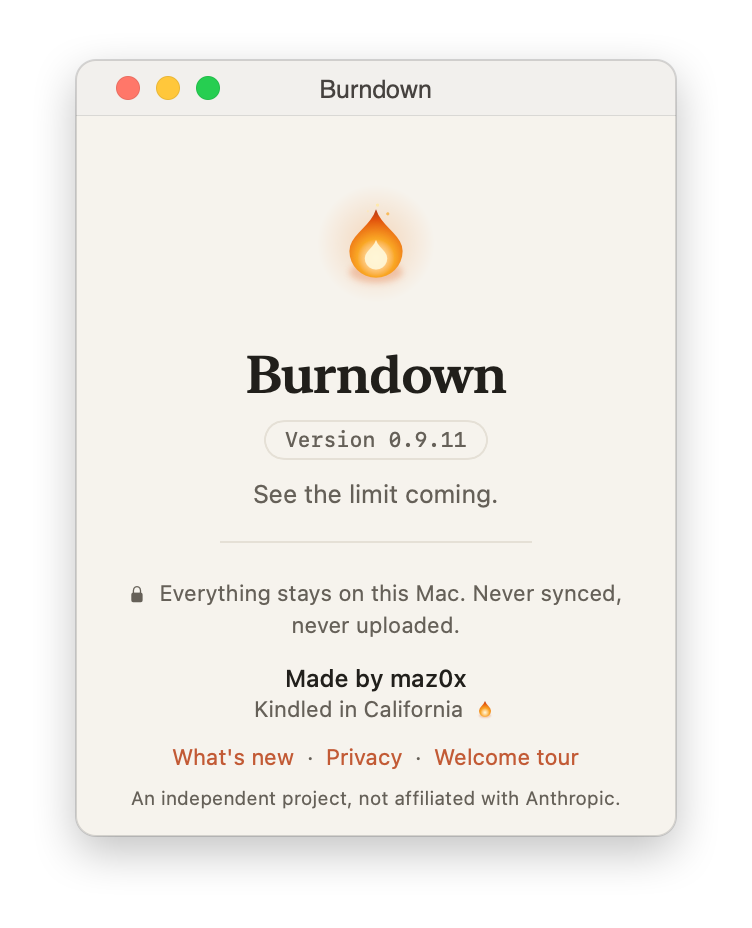 Burndown
Burndown
Version 0.9.11
See the limit coming.
Everything stays on this Mac. Never synced,
never uploaded.
Made by maz0x
Kindled in California
What's new · Privacy · Welcome tour
An independent project, not affiliated with Anthropic.